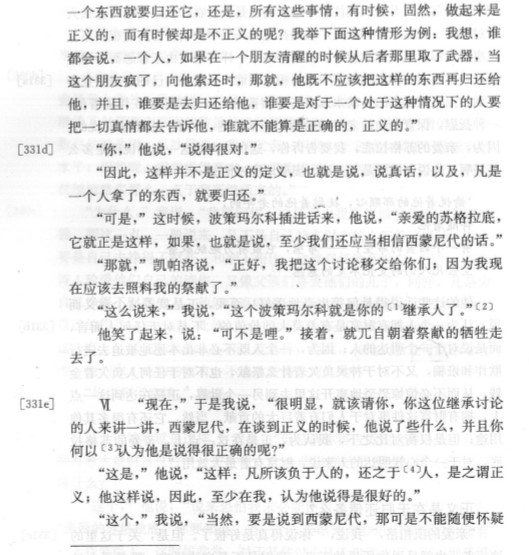 一个东西就要归还它，还是，所有这些事情，有时候，固然，做起来是
正义的，而有时候却是不正义的呢？我举下面这种情形为例：我想，谁
都会说，一个人，如果在一个朋友清醒的时候从后者那里取了武器，当
这个朋友疯了，向他索还时，那就，他既不应该把这样的东西再归还给
他，并且，谁要是去归还给他，谁要是对于一个处于这种情况下的人要
把一切真情都去告诉他，谁就不能算是正确的，正义的。”
[331d] “你，”他说，“说得很对。”
“因此，这样并不是正义的定义，也就是说，说真话，以及，凡是
一个人拿了的东西，就要归还。”
“可是，”这时候，波策玛尔科插进话来，他说，“亲爱的苏格拉底，
它就正是这样，如果，也就是说，至少我们还应当相信西蒙尼代的话。”
“那就，”凯帕洛说，“正好，我把这个讨论移交给你们；因为我现
在应该去照料我的祭献了。”
“这么说来，”我说，“这个波策玛尔科就是你的[1]继承人了，”[2]
他笑了起来，说：“可不是哩。”接着，就兀自朝着祭献的牺牲走
去了。
[331e] Ⅵ “现在，”于是我说，“很明显，就该请你，你这位继承讨论
的人来讲一讲，西蒙尼代，在谈到正义的时候，他说了些什么，并且你
何以[3]认为他是说得很正确的呢？”
“这是，”他说，“这样：凡所该负于人的，还之于[4]人，是之谓正
义；他这样说，因此，至少在我，认为他说得是很好的。”
“这个，”我说，“当然，要是说到西蒙尼代，那可是不能随便怀疑